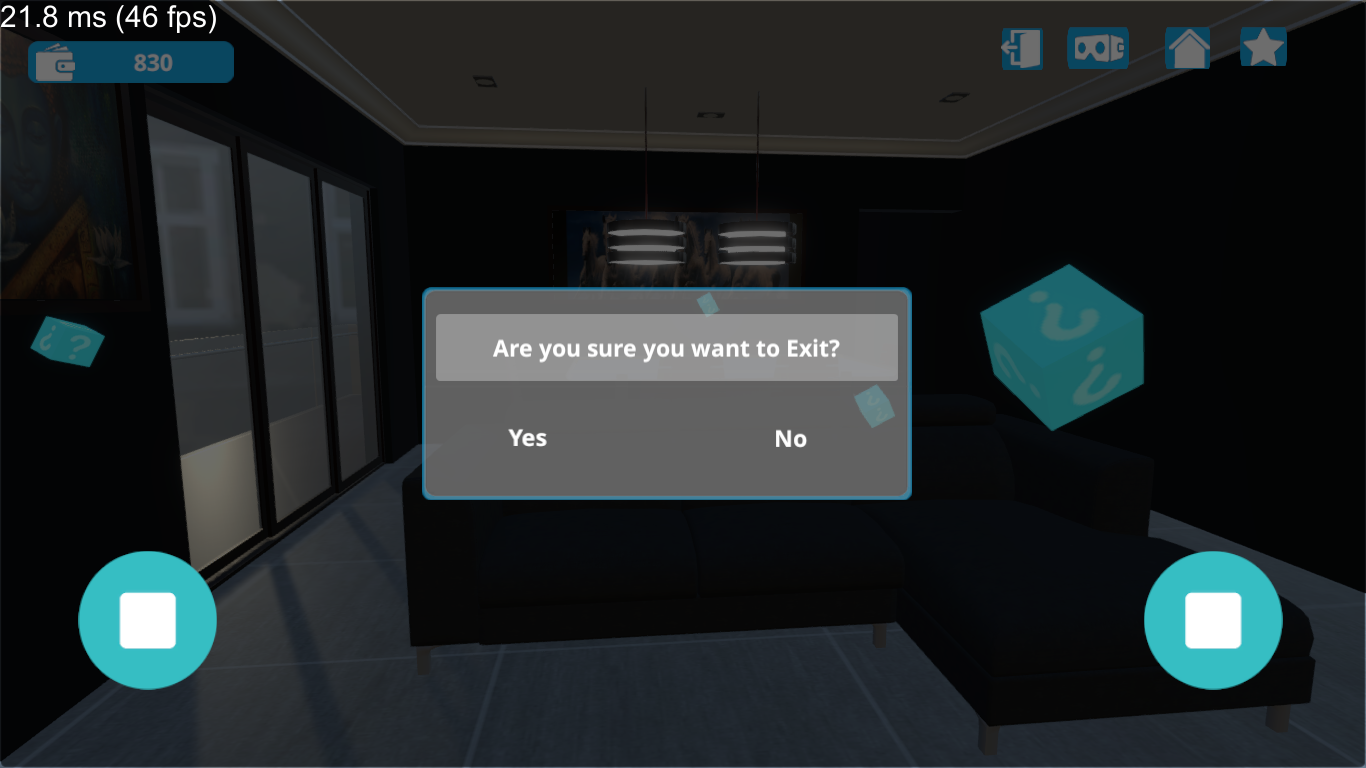 21.8 ms (46 fps)
830
Are you sure you want to Exit?
Yes
No
¿ ?
¿
¿